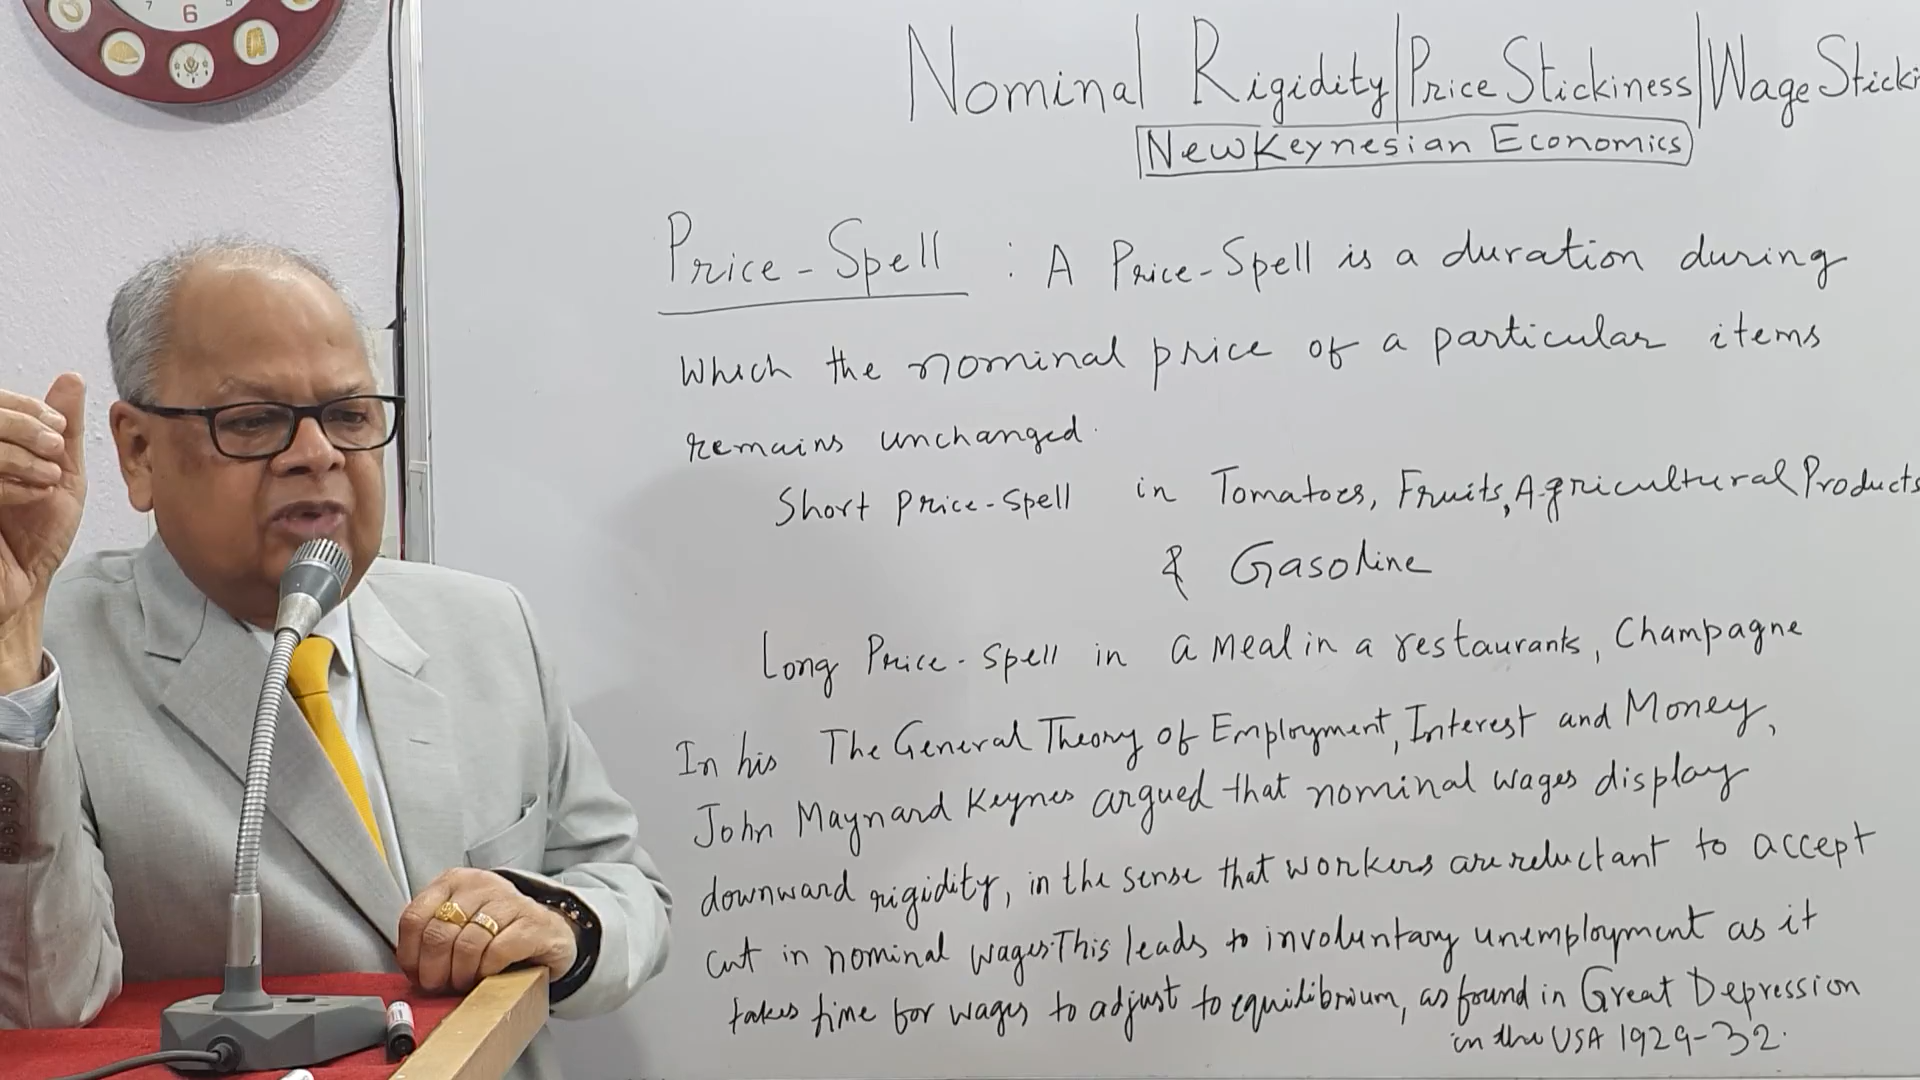 7 6 5
Nominal Rigidity|Price Stickiness|Wage Sticki
New Keynesian Economics
Price-Spell : A Price-Spell is a duration during
which the nominal price of a particular items
remains unchanged.
Short Price-Spell in Tomatoes, Fruits, Agricultural Products
& Gasoline
Long Price-Spell in a Meal in a restaurants, Champagne
In his The General Theory of Employment, Interest and Money,
John Maynard Keynes argued that nominal wages display
downward rigidity, in the sense that workers are reluctant to accept
cut in nominal wages. This leads to involuntary unemployment as it
takes time for wages to adjust to equilibrium, as found in Great Depression
in the USA 1929-32.